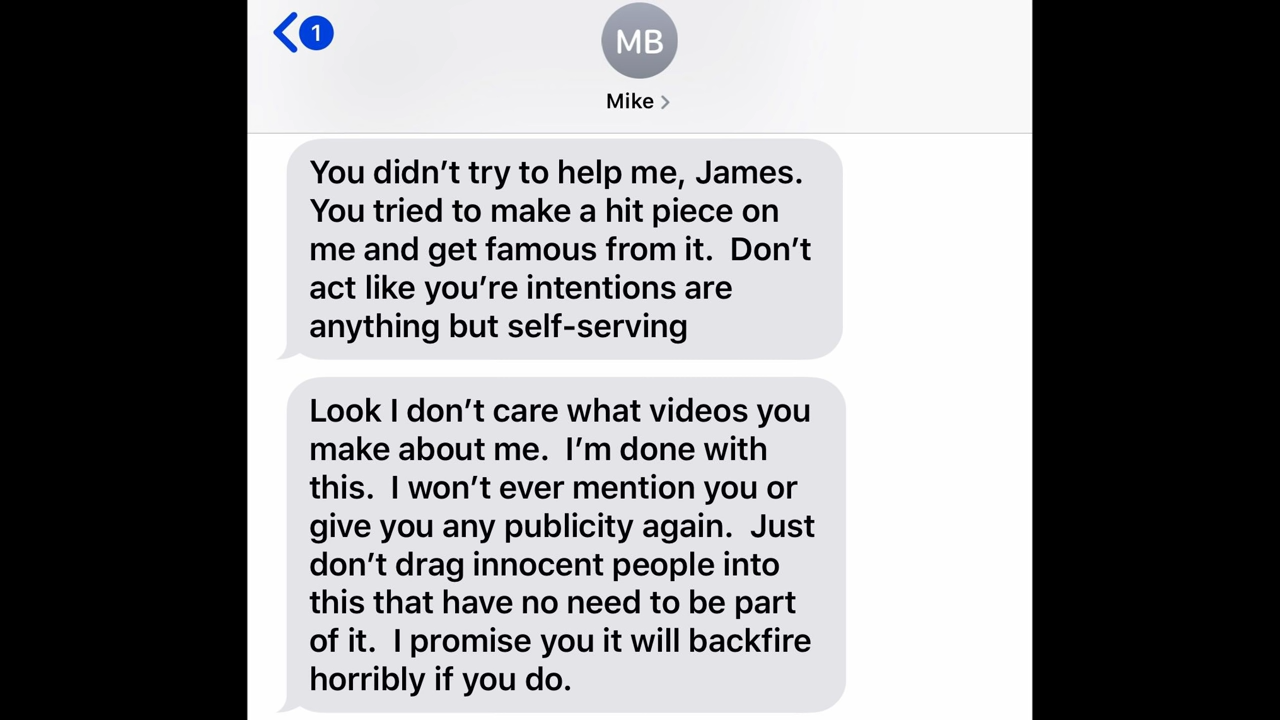 1
MB
Mike
You didn’t try to help me, James.
You tried to make a hit piece on
me and get famous from it.  Don’t
act like you’re intentions are
anything but self-serving
Look I don’t care what videos you
make about me.  I’m done with
this.  I won’t ever mention you or
give you any publicity again.  Just
don’t drag innocent people into
this that have no need to be part
of it.  I promise you it will backfire
horribly if you do.